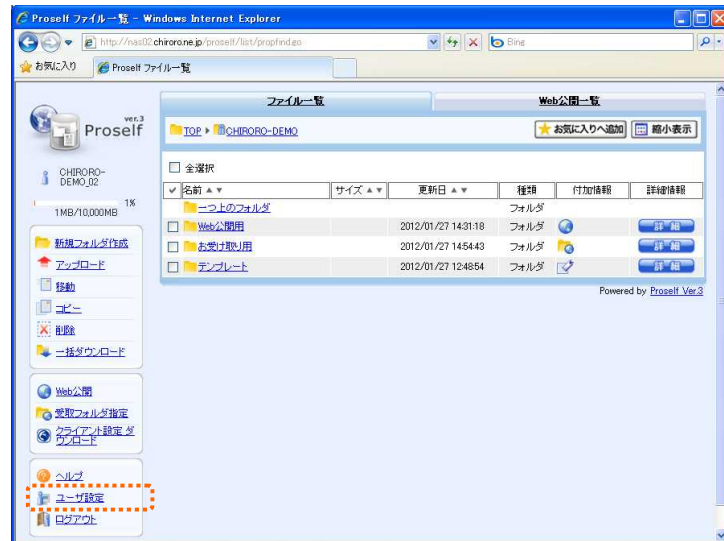 Proself ファイル一覧 - Windows Internet Explorer
http://nas02.chiroro.ne.jp/proself/list/propfind.go
Bing
お気に入り
Proself ファイル一覧
ファイル一覧
Web公開一覧
ver.3
Proself
TOP
CHIRORO-DEMO
お気に入りへ追加
縮小表示
CHIRORO-
DEMO_02
1%
1MB/10,000MB
全選択
名前 ▲▼ サイズ ▲▼ 更新日 ▲▼ 種類 付加情報 詳細情報
一つ上のフォルダ フォルダ
Web公開用 2012/01/27 14:31:18 フォルダ 詳細
お受け取り用 2012/01/27 14:54:43 フォルダ 詳細
テンプレート 2012/01/27 12:48:54 フォルダ 詳細
Powered by Proself Ver.3
新規フォルダ作成
アップロード
移動
コピー
削除
一括ダウンロード
Web公開
受取フォルダ指定
クライアント設定 ダ
ウンロード
ヘルプ
ユーザ設定
ログアウト